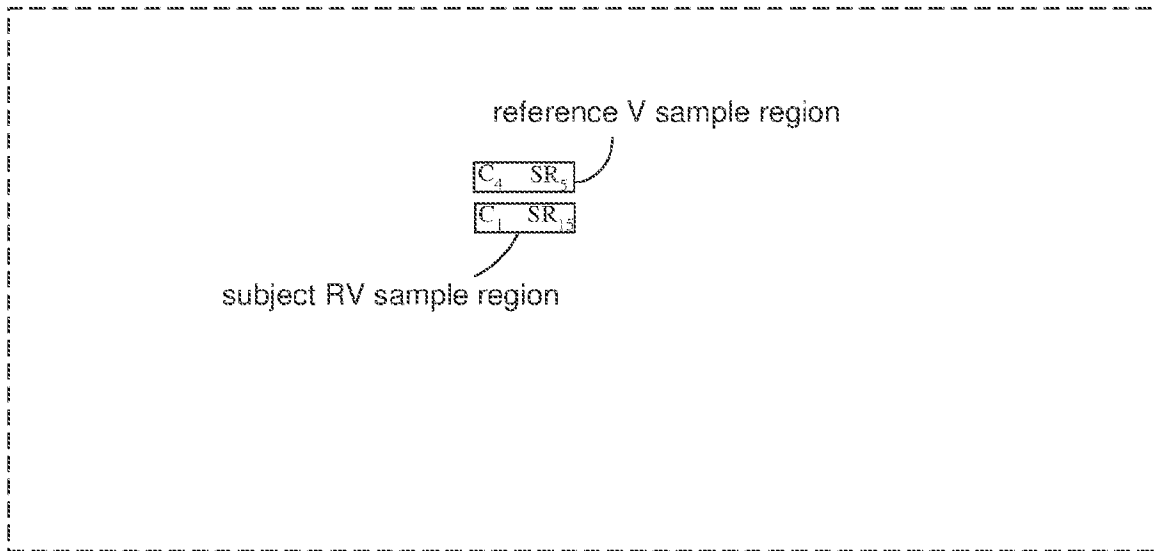 reference V sample region
C₄ SR₅
C₁ SR₁₅
subject RV sample region